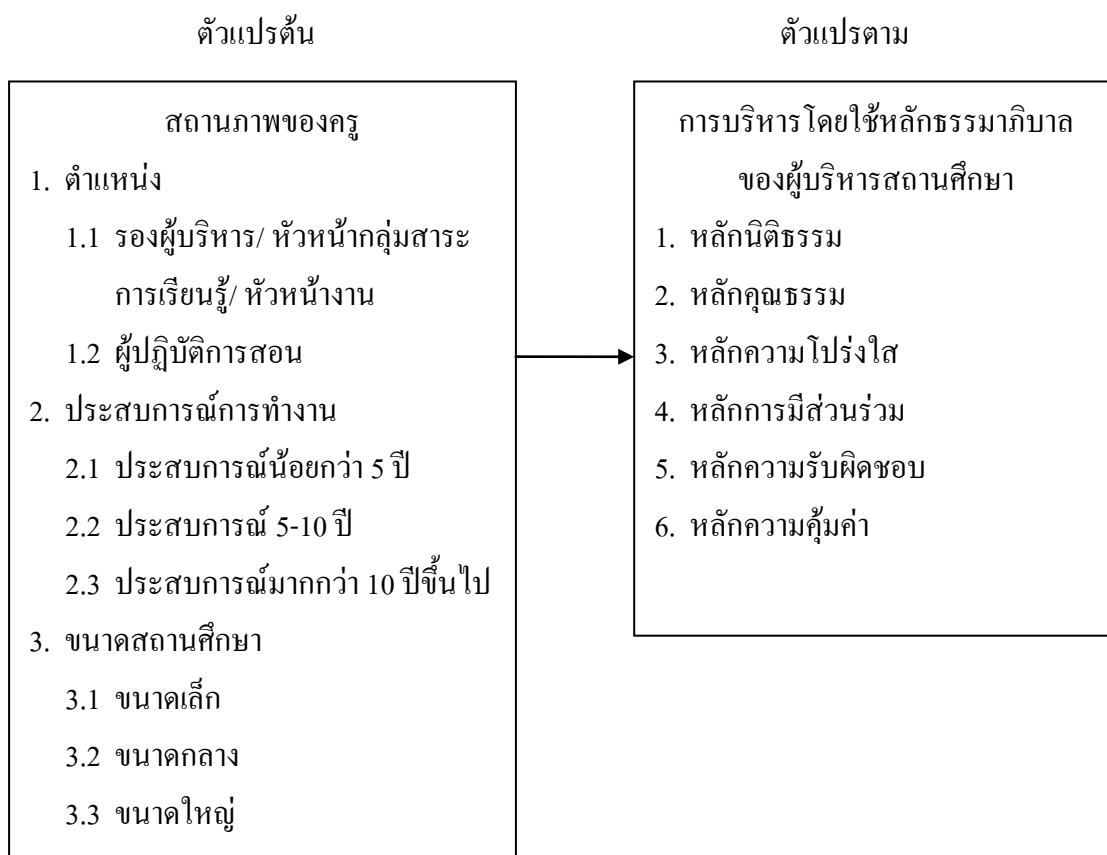 ตัวแปรต้น
ตัวแปรตาม
สถานภาพของครู
1. ตำแหน่ง
1.1 รองผู้บริหาร/ หัวหน้ากลุ่มสาระ
การเรียนรู้/ หัวหน้างาน
1.2 ผู้ปฏิบัติการสอน
2. ประสบการณ์การทำงาน
2.1 ประสบการณ์น้อยกว่า 5 ปี
2.2 ประสบการณ์ 5-10 ปี
2.3 ประสบการณ์มากกว่า 10 ปีขึ้นไป
3. ขนาดสถานศึกษา
3.1 ขนาดเล็ก
3.2 ขนาดกลาง
3.3 ขนาดใหญ่
การบริหารโดยใช้หลักธรรมาภิบาล
ของผู้บริหารสถานศึกษา
1. หลักนิติธรรม
2. หลักคุณธรรม
3. หลักความโปร่งใส
4. หลักการมีส่วนร่วม
5. หลักความรับผิดชอบ
6. หลักความคุ้มค่า